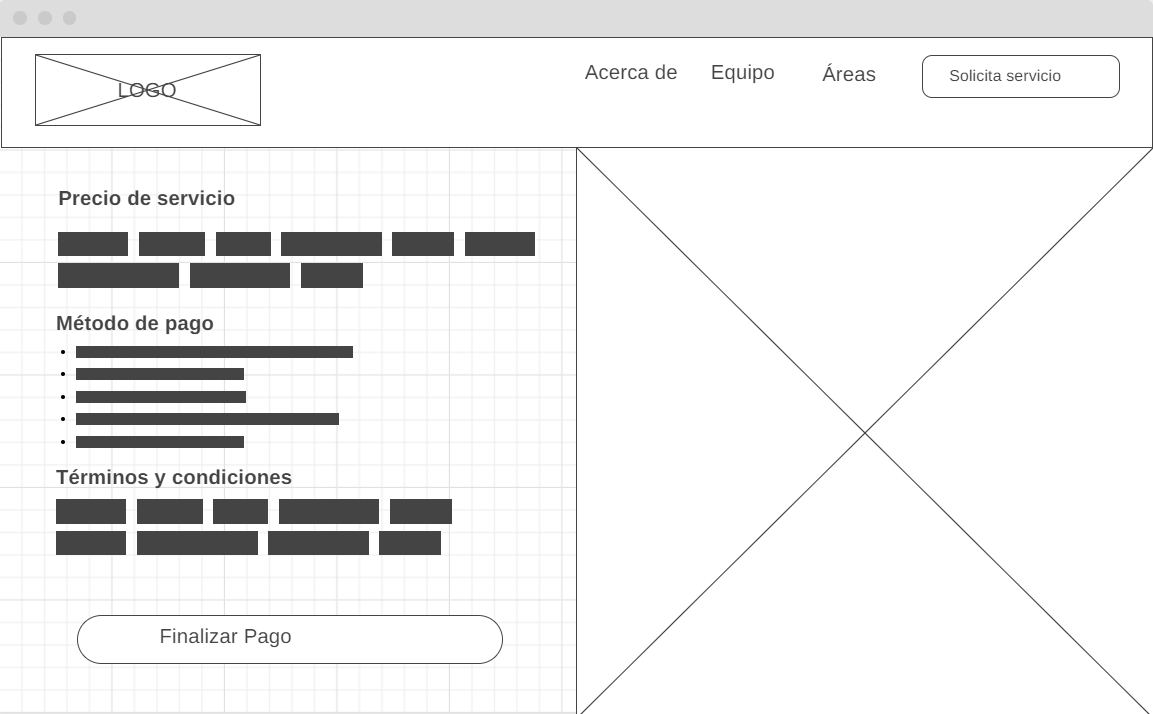 LOGO
Acerca de
Equipo
Áreas
Solicita servicio
Precio de servicio
Método de pago
Términos y condiciones
Finalizar Pago